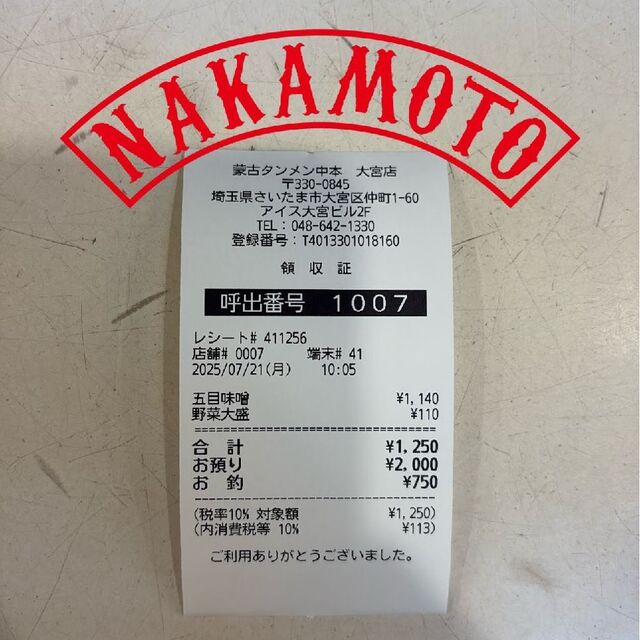 NAKAMOTO
蒙古タンメン中本 大宮店
〒330-0845
埼玉県さいたま市大宮区仲町1-60
アイス大宮ビル2F
TEL:048-642-1330
登録番号:T4013301018160
領 収 証
呼出番号 1007
レシート# 411256
店舗# 0007 端末# 41
2025/07/21(月) 10:05
五目味噌 ¥1,140
野菜大盛 ¥110
合 計 ¥1,250
お預り ¥2,000
お 釣 ¥750
(税率10% 対象額 ¥1,250)
(内消費税等 10% ¥113)
ご利用ありがとうございました。